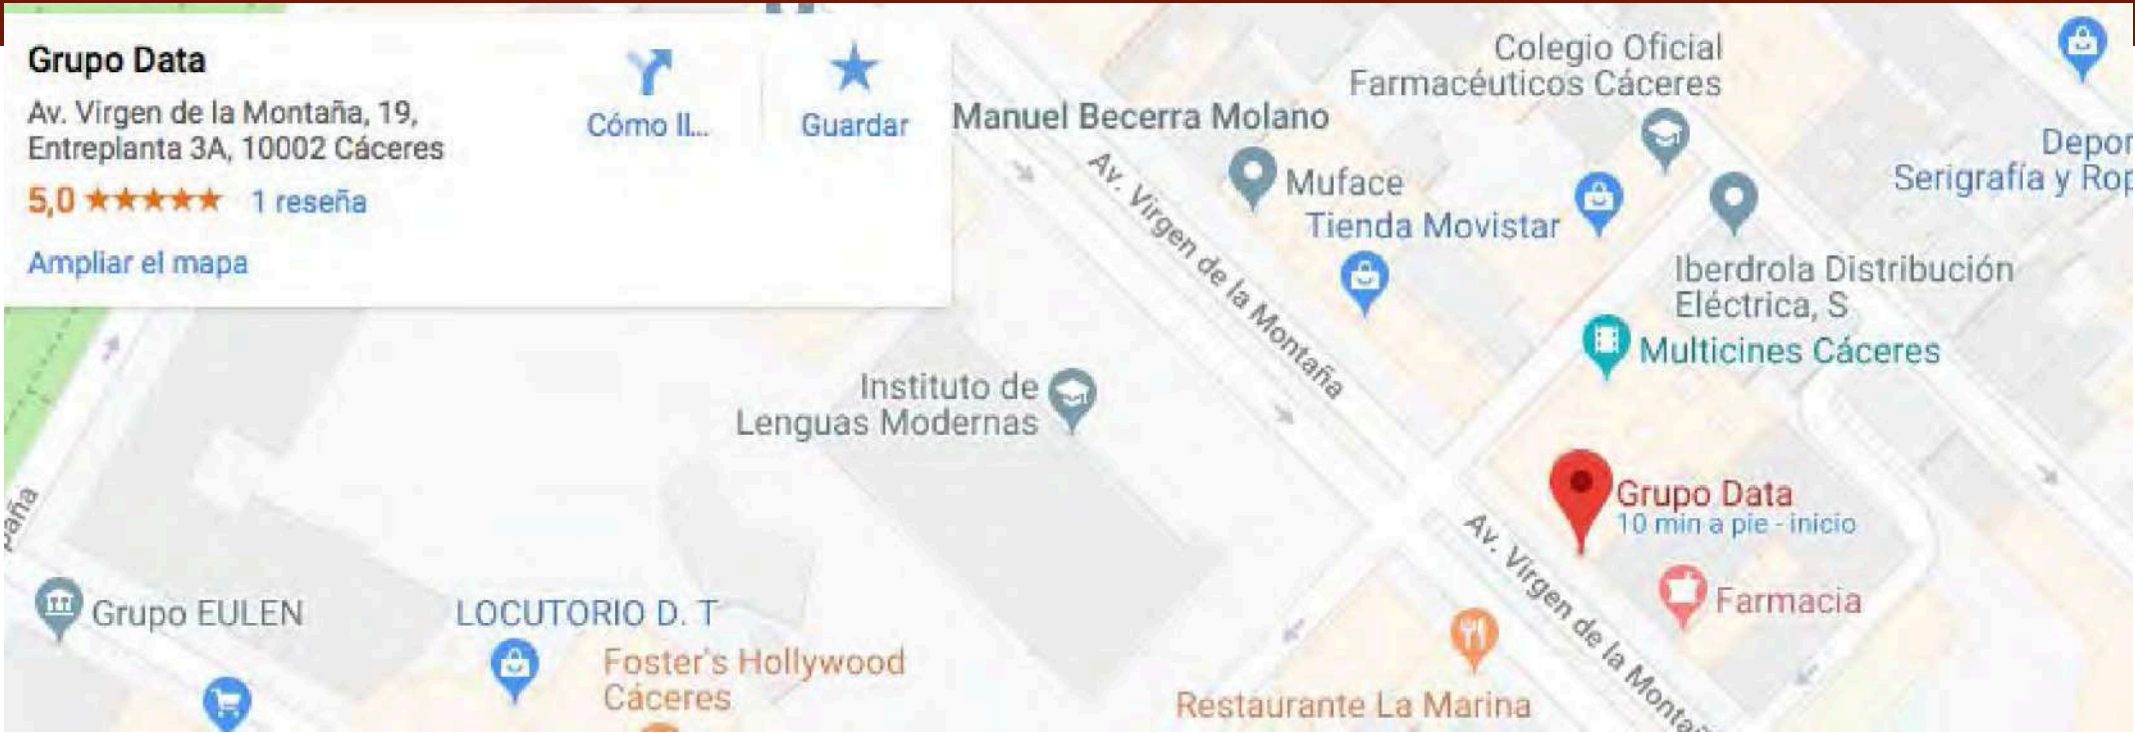 Grupo Data
Av. Virgen de la Montaña, 19,
Entreplanta 3A, 10002 Cáceres
5,0 ★★★★★ 1 reseña
Ampliar el mapa
Cómo ll...
Guardar
Colegio Oficial
Farmacéuticos Cáceres
Manuel Becerra Molano
Muface
Tienda Movistar
Depor
Serigrafía y Rop
Av. Virgen de la Montaña
Iberdrola Distribución
Eléctrica, S
Multicines Cáceres
Instituto de
Lenguas Modernas
Grupo Data
10 min a pie - inicio
Av. Virgen de la Montañ
Farmacia
paña
Grupo EULEN
LOCUTORIO D. T
Foster's Hollywood
Cáceres
Restaurante La Marina